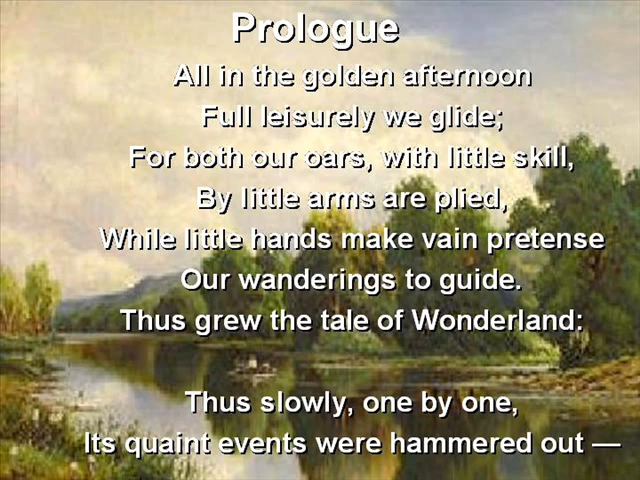 Prologue
All in the golden afternoon
Full leisurely we glide;
For both our oars, with little skill,
By little arms are plied,
While little hands make vain pretense
Our wanderings to guide.
Thus grew the tale of Wonderland:
Thus slowly, one by one,
Its quaint events were hammered out —